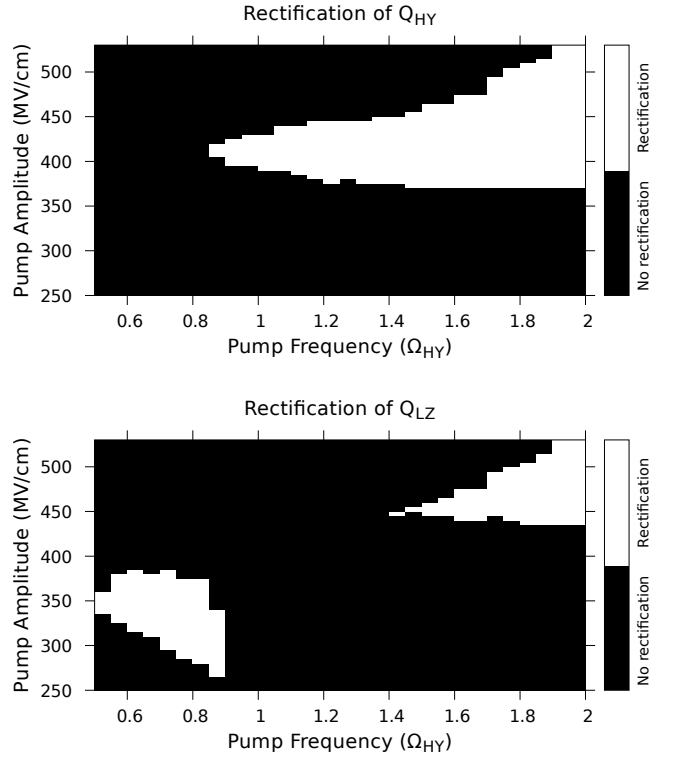 Rectification of Q_HY
Pump Amplitude (MV/cm)
500
450
400
350
300
250
0.6 0.8 1 1.2 1.4 1.6 1.8 2
Pump Frequency (Ω_HY)
Rectification
No rectification
Rectification of Q_LZ
Pump Amplitude (MV/cm)
500
450
400
350
300
250
0.6 0.8 1 1.2 1.4 1.6 1.8 2
Pump Frequency (Ω_HY)
Rectification
No rectification